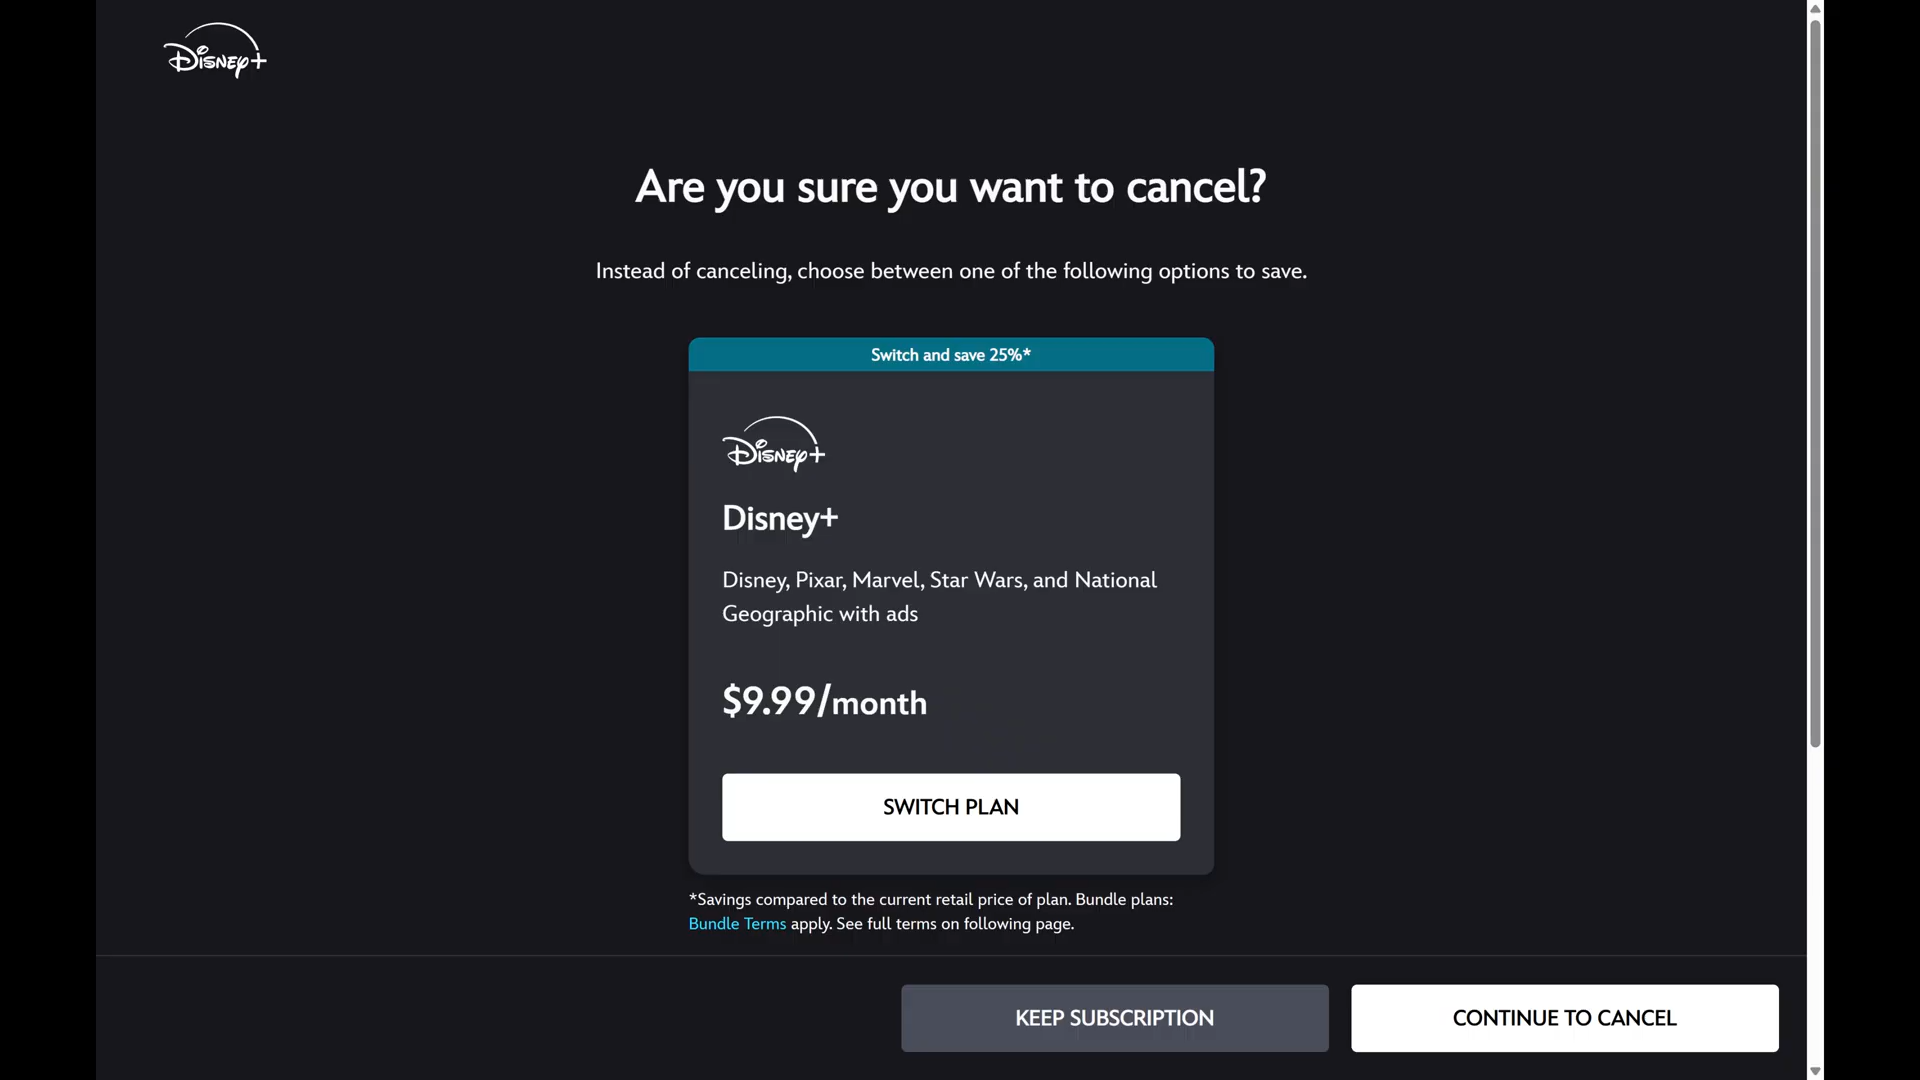 Disney+
Are you sure you want to cancel?
Instead of canceling, choose between one of the following options to save.
Switch and save 25%*
Disney+
Disney+
Disney, Pixar, Marvel, Star Wars, and National
Geographic with ads
$9.99/month
SWITCH PLAN
*Savings compared to the current retail price of plan. Bundle plans:
Bundle Terms apply. See full terms on following page.
KEEP SUBSCRIPTION
CONTINUE TO CANCEL